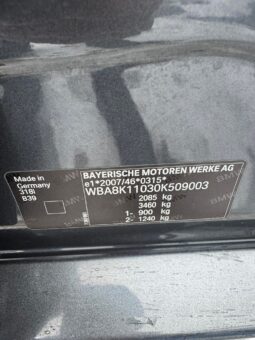 BAYERISCHE MOTOREN WERKE AG
e1*2007/46*0315*
WBA8K11030K509003
Made in
Germany
318i
B39
2085 kg
3460 kg
1- 900 kg
2- 1240 kg